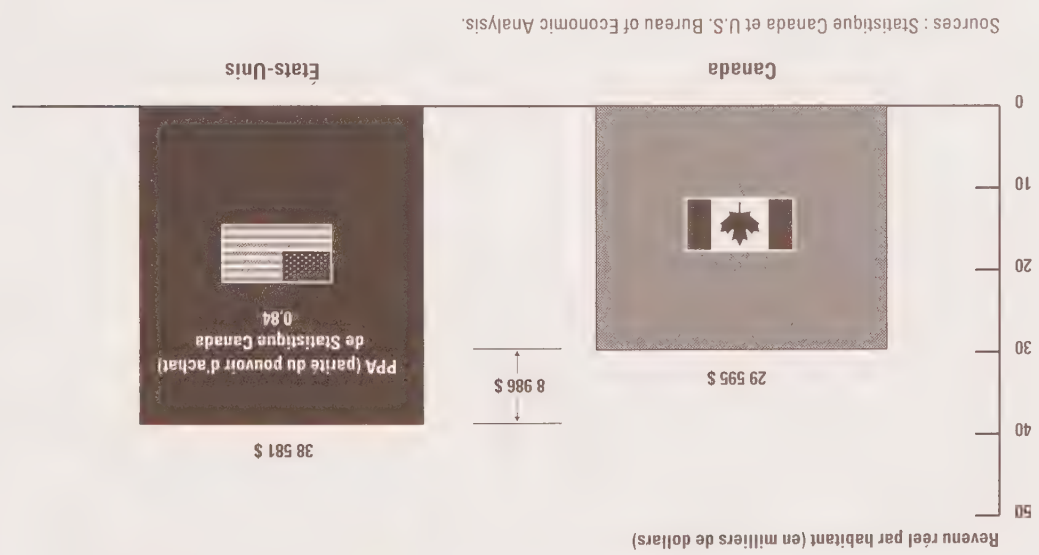 Revenu réel par habitant (en milliers de dollars)
50
40
30
20
10
0
29 595 $
8 986 $
38 581 $
PPA (parité du pouvoir d'achat)
de Statistique Canada
0,84
Canada
États-Unis
Sources : Statistique Canada et U.S. Bureau of Economic Analysis.